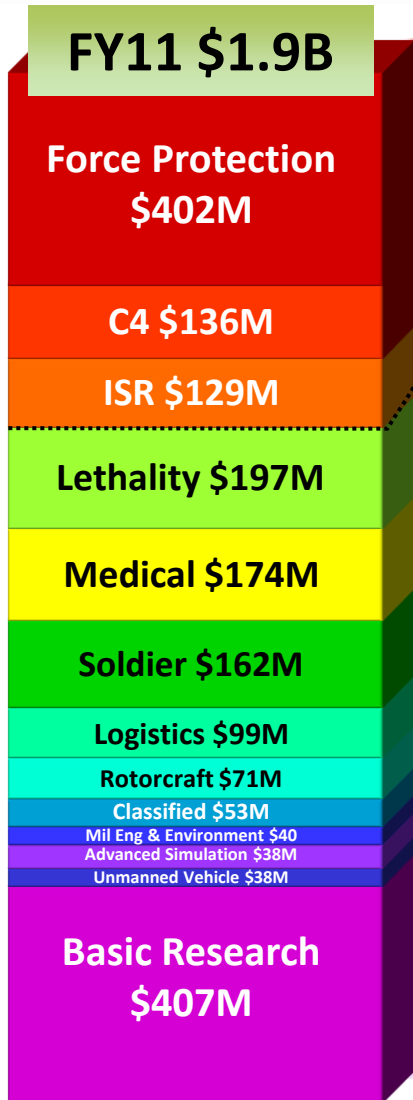 FY11 $1.9B
Force Protection
$402M
C4 $136M
ISR $129M
Lethality $197M
Medical $174M
Soldier $162M
Logistics $99M
Rotorcraft $71M
Classified $53M
Mil Eng & Environment $40
Advanced Simulation $38M
Unmanned Vehicle $38M
Basic Research
$407M